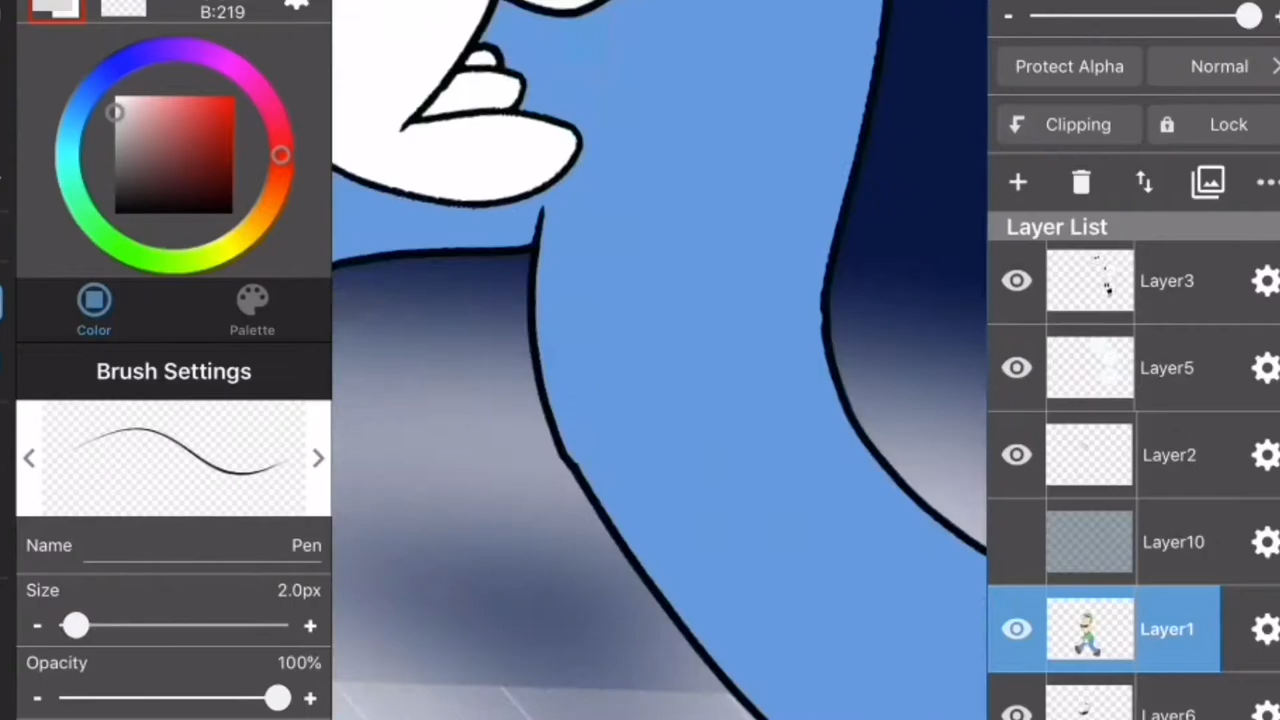 B:219
Color
Palette
Brush Settings
Name Pen
Size 2.0px
- +
Opacity 100%
- +
- +
Protect Alpha
Normal
Clipping
Lock
Layer List
Layer3
Layer5
Layer2
Layer10
Layer1
Layer6